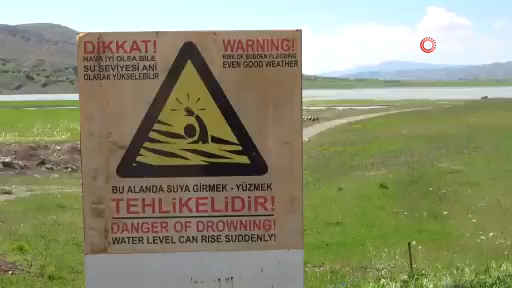 DİKKAT!
HAVA İYİ OLSA BİLE
SU SEVİYESİ ANİ
OLARAK YÜKSELEBİLİR
WARNING!
RISK OF SUDDEN FLOODING
EVEN GOOD WEATHER
BU ALANDA SUYA GİRMEK - YÜZMEK
TEHLİKELİDİR!
DANGER OF DROWNING!
WATER LEVEL CAN RISE SUDDENLY!